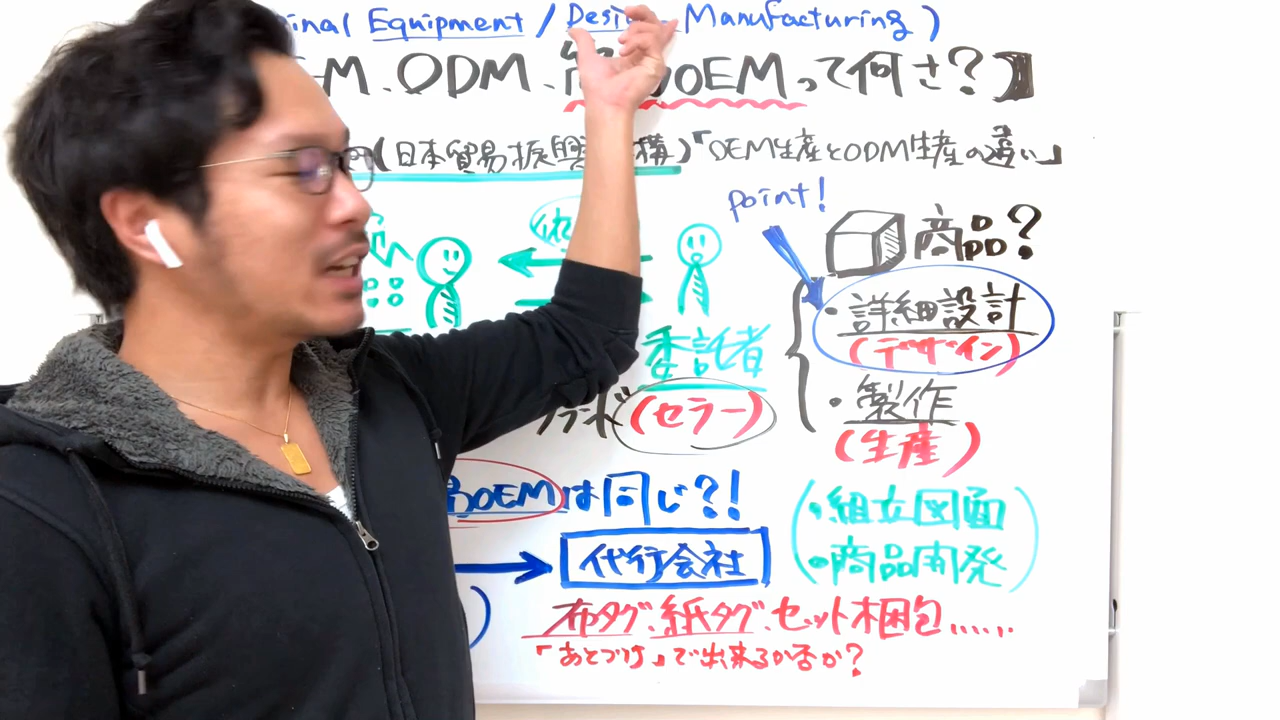 inal Equipment / Desi Manufacturing )
M、ODM、簡 OEMって何さ?】
(日本貿易振興 構)「OEM生産とODM生産の違い」
point!
商品?
・詳細設計
(デザイン)
委託者
・製作
ブランド(セラー)
(生産)
易OEMは同じ?!
(・組立図面
・商品開発)
代行会社
布タグ、紙タグ、セット梱包......
「あとづけ」で出来るか否か?